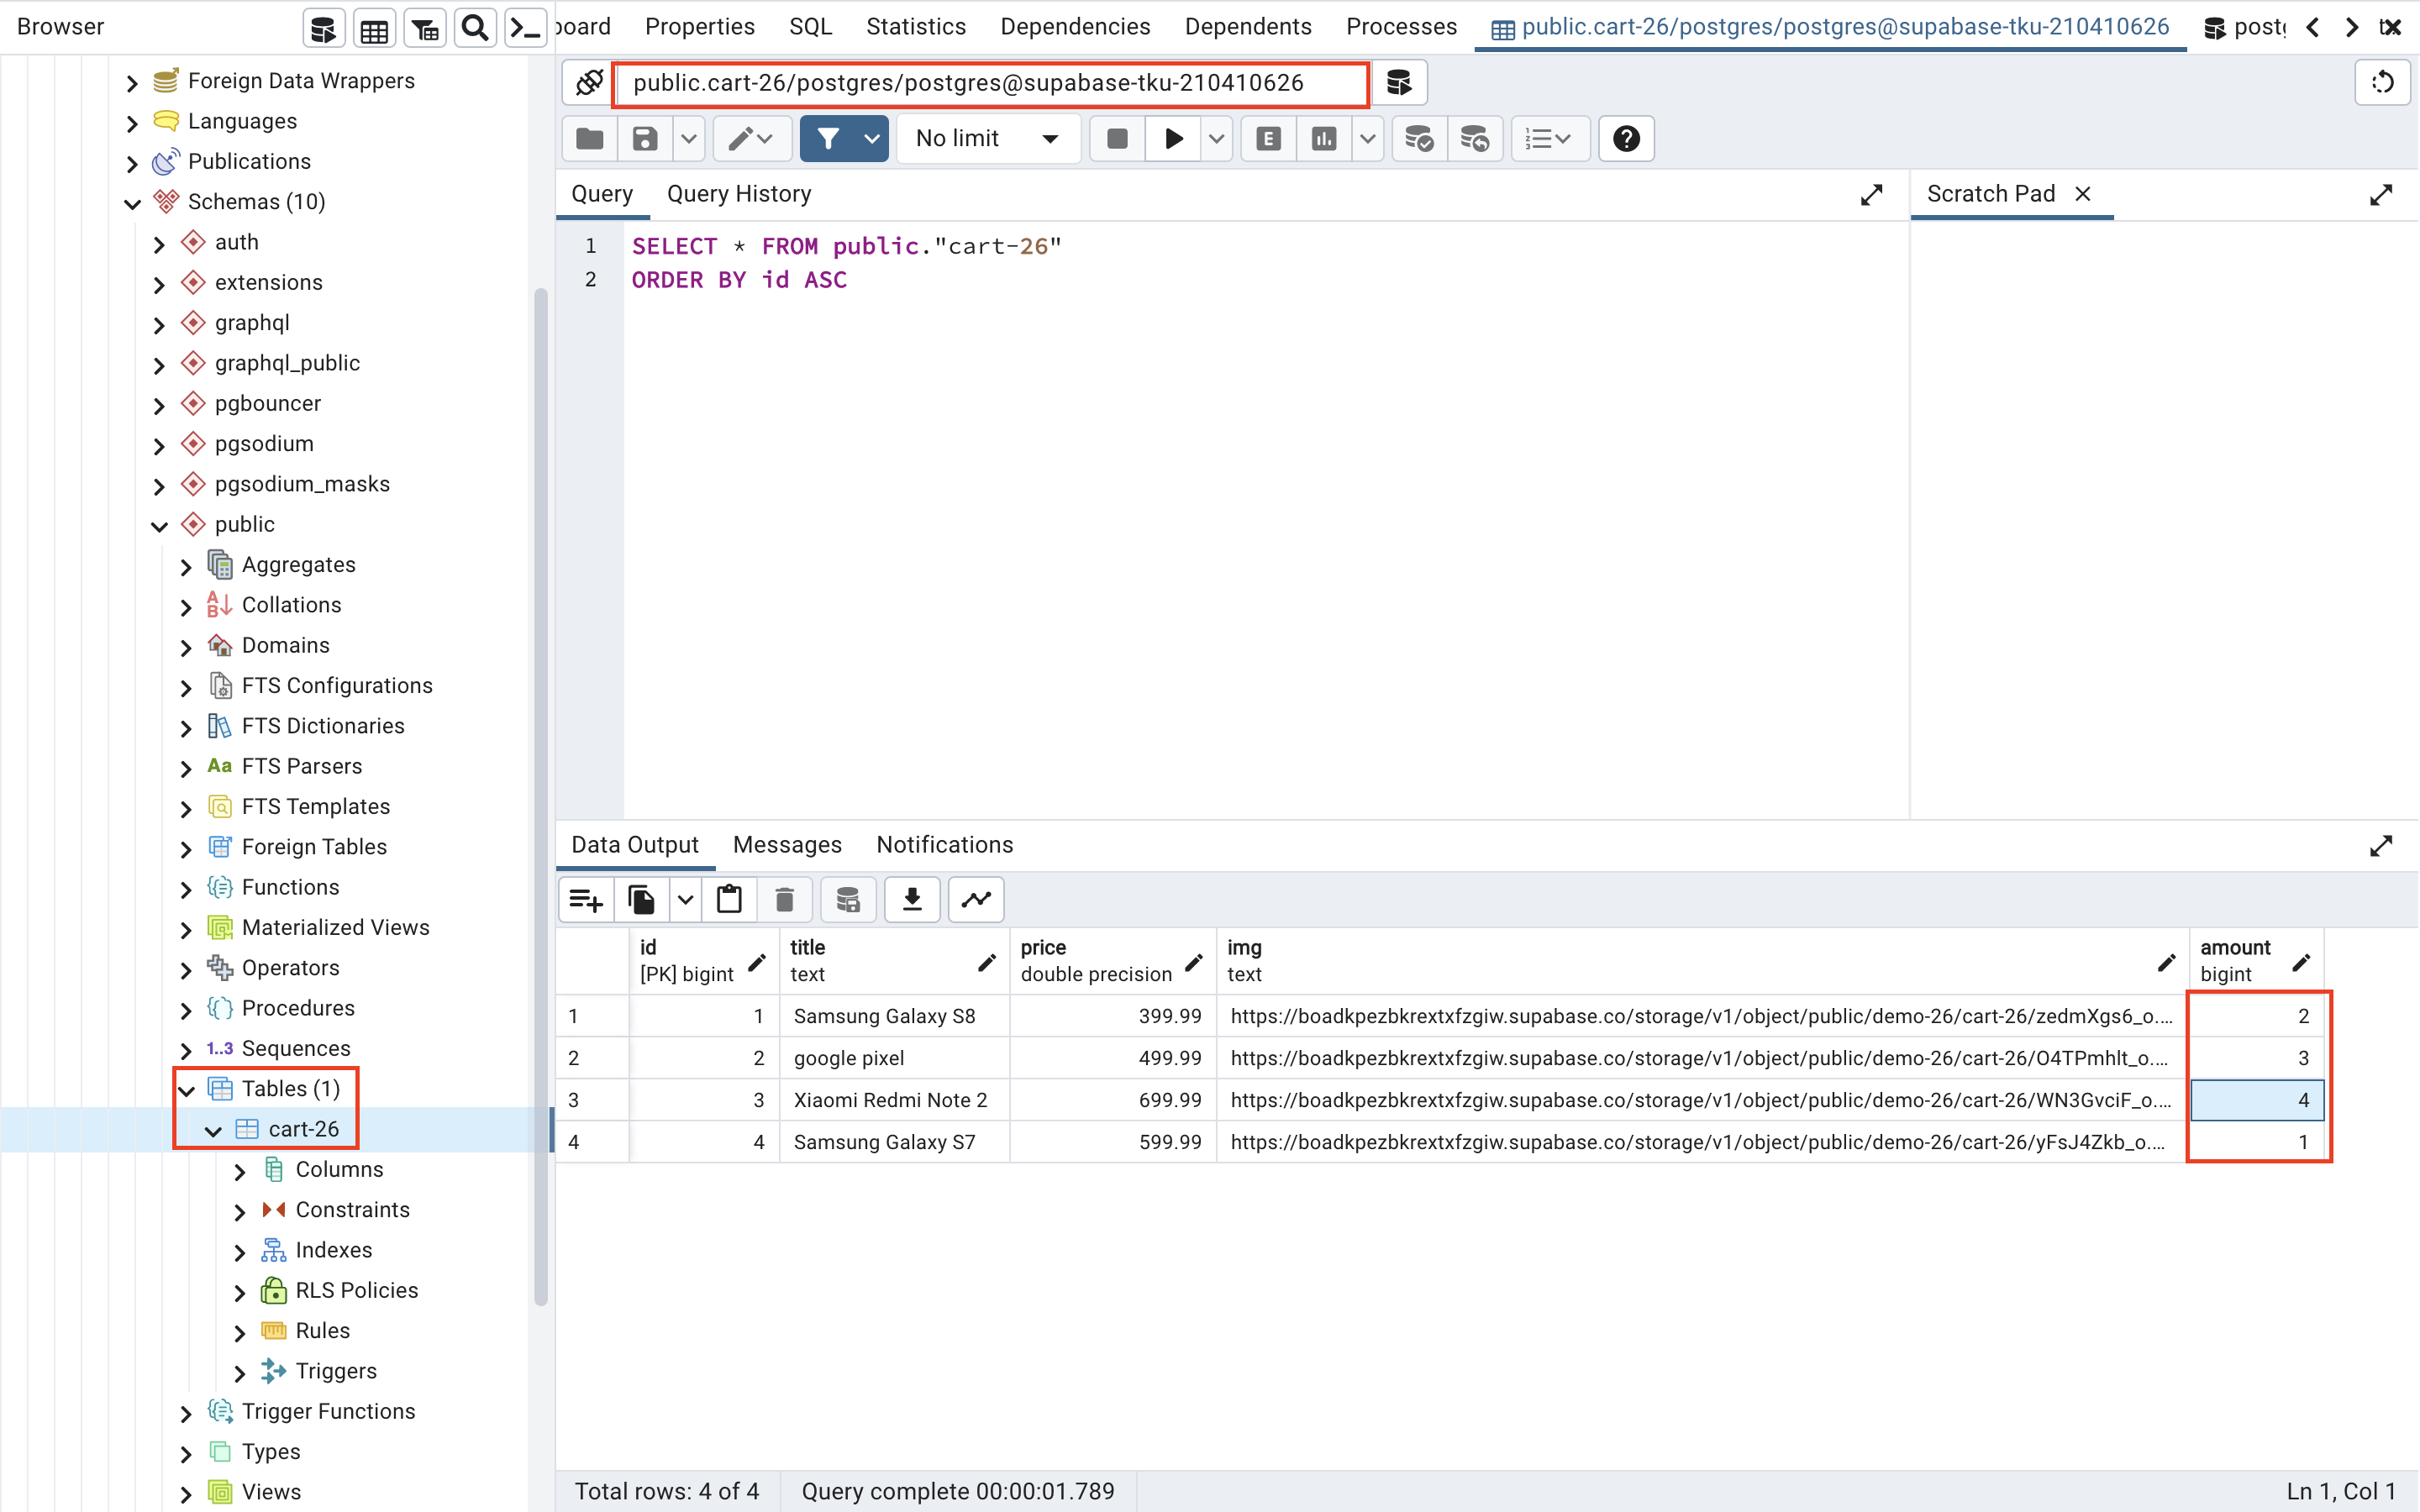 Browser
board Properties SQL Statistics Dependencies Dependents Processes public.cart-26/postgres/postgres@supabase-tku-210410626
public.cart-26/postgres/postgres@supabase-tku-210410626
No limit
E
Query Query History
Scratch Pad
1 SELECT * FROM public."cart-26"
2 ORDER BY id ASC
Foreign Data Wrappers
Languages
Publications
Schemas (10)
auth
extensions
graphql
graphql_public
pgbouncer
pgsodium
pgsodium_masks
public
Aggregates
Collations
Domains
FTS Configurations
FTS Dictionaries
Aa FTS Parsers
FTS Templates
Foreign Tables
Functions
Materialized Views
Operators
Procedures
1..3 Sequences
Tables (1)
cart-26
Columns
Constraints
Indexes
RLS Policies
Rules
Triggers
Trigger Functions
Types
Views
Data Output Messages Notifications
id title price img amount
[PK] bigint text double precision text bigint
1 1 Samsung Galaxy S8 399.99 https://boadkpezbkrextxfzgiw.supabase.co/storage/v1/object/public/demo-26/cart-26/zedmXgs6_o.... 2
2 2 google pixel 499.99 https://boadkpezbkrextxfzgiw.supabase.co/storage/v1/object/public/demo-26/cart-26/O4TPmhlt_o.... 3
3 3 Xiaomi Redmi Note 2 699.99 https://boadkpezbkrextxfzgiw.supabase.co/storage/v1/object/public/demo-26/cart-26/WN3GvciF_o.... 4
4 4 Samsung Galaxy S7 599.99 https://boadkpezbkrextxfzgiw.supabase.co/storage/v1/object/public/demo-26/cart-26/yFsJ4Zkb_o.... 1
Total rows: 4 of 4 Query complete 00:00:01.789 Ln 1, Col 1